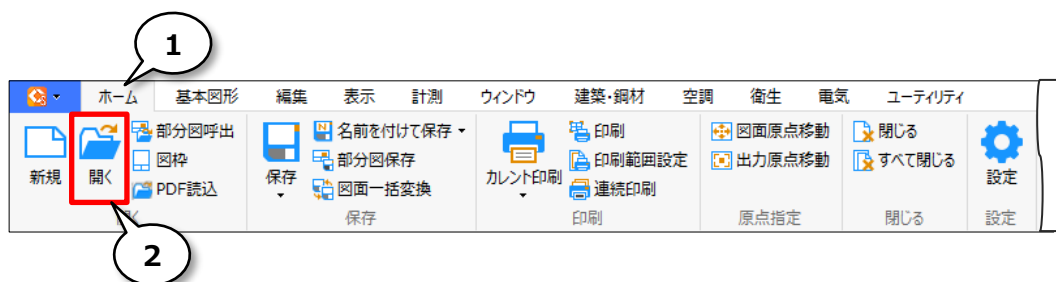 1
ホーム 基本図形 編集 表示 計測 ウィンドウ 建築・鋼材 空調 衛生 電気 ユーティリティ
新規
開く
部分図呼出
図枠
PDF読込
開く
保存
名前を付けて保存
部分図保存
図面一括変換
保存
カレント印刷
印刷
印刷範囲設定
連続印刷
印刷
図面原点移動
出力原点移動
原点指定
閉じる
すべて閉じる
閉じる
設定
設定
2